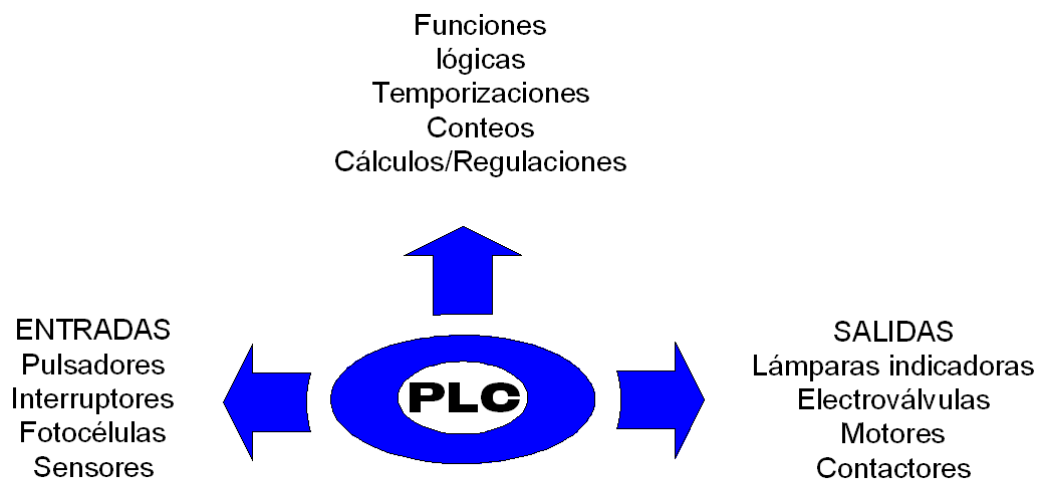 Funciones
lógicas
Temporizaciones
Conteos
Cálculos/Regulaciones
ENTRADAS
Pulsadores
Interruptores
Fotocélulas
Sensores
PLC
SALIDAS
Lámparas indicadoras
Electroválvulas
Motores
Contactores